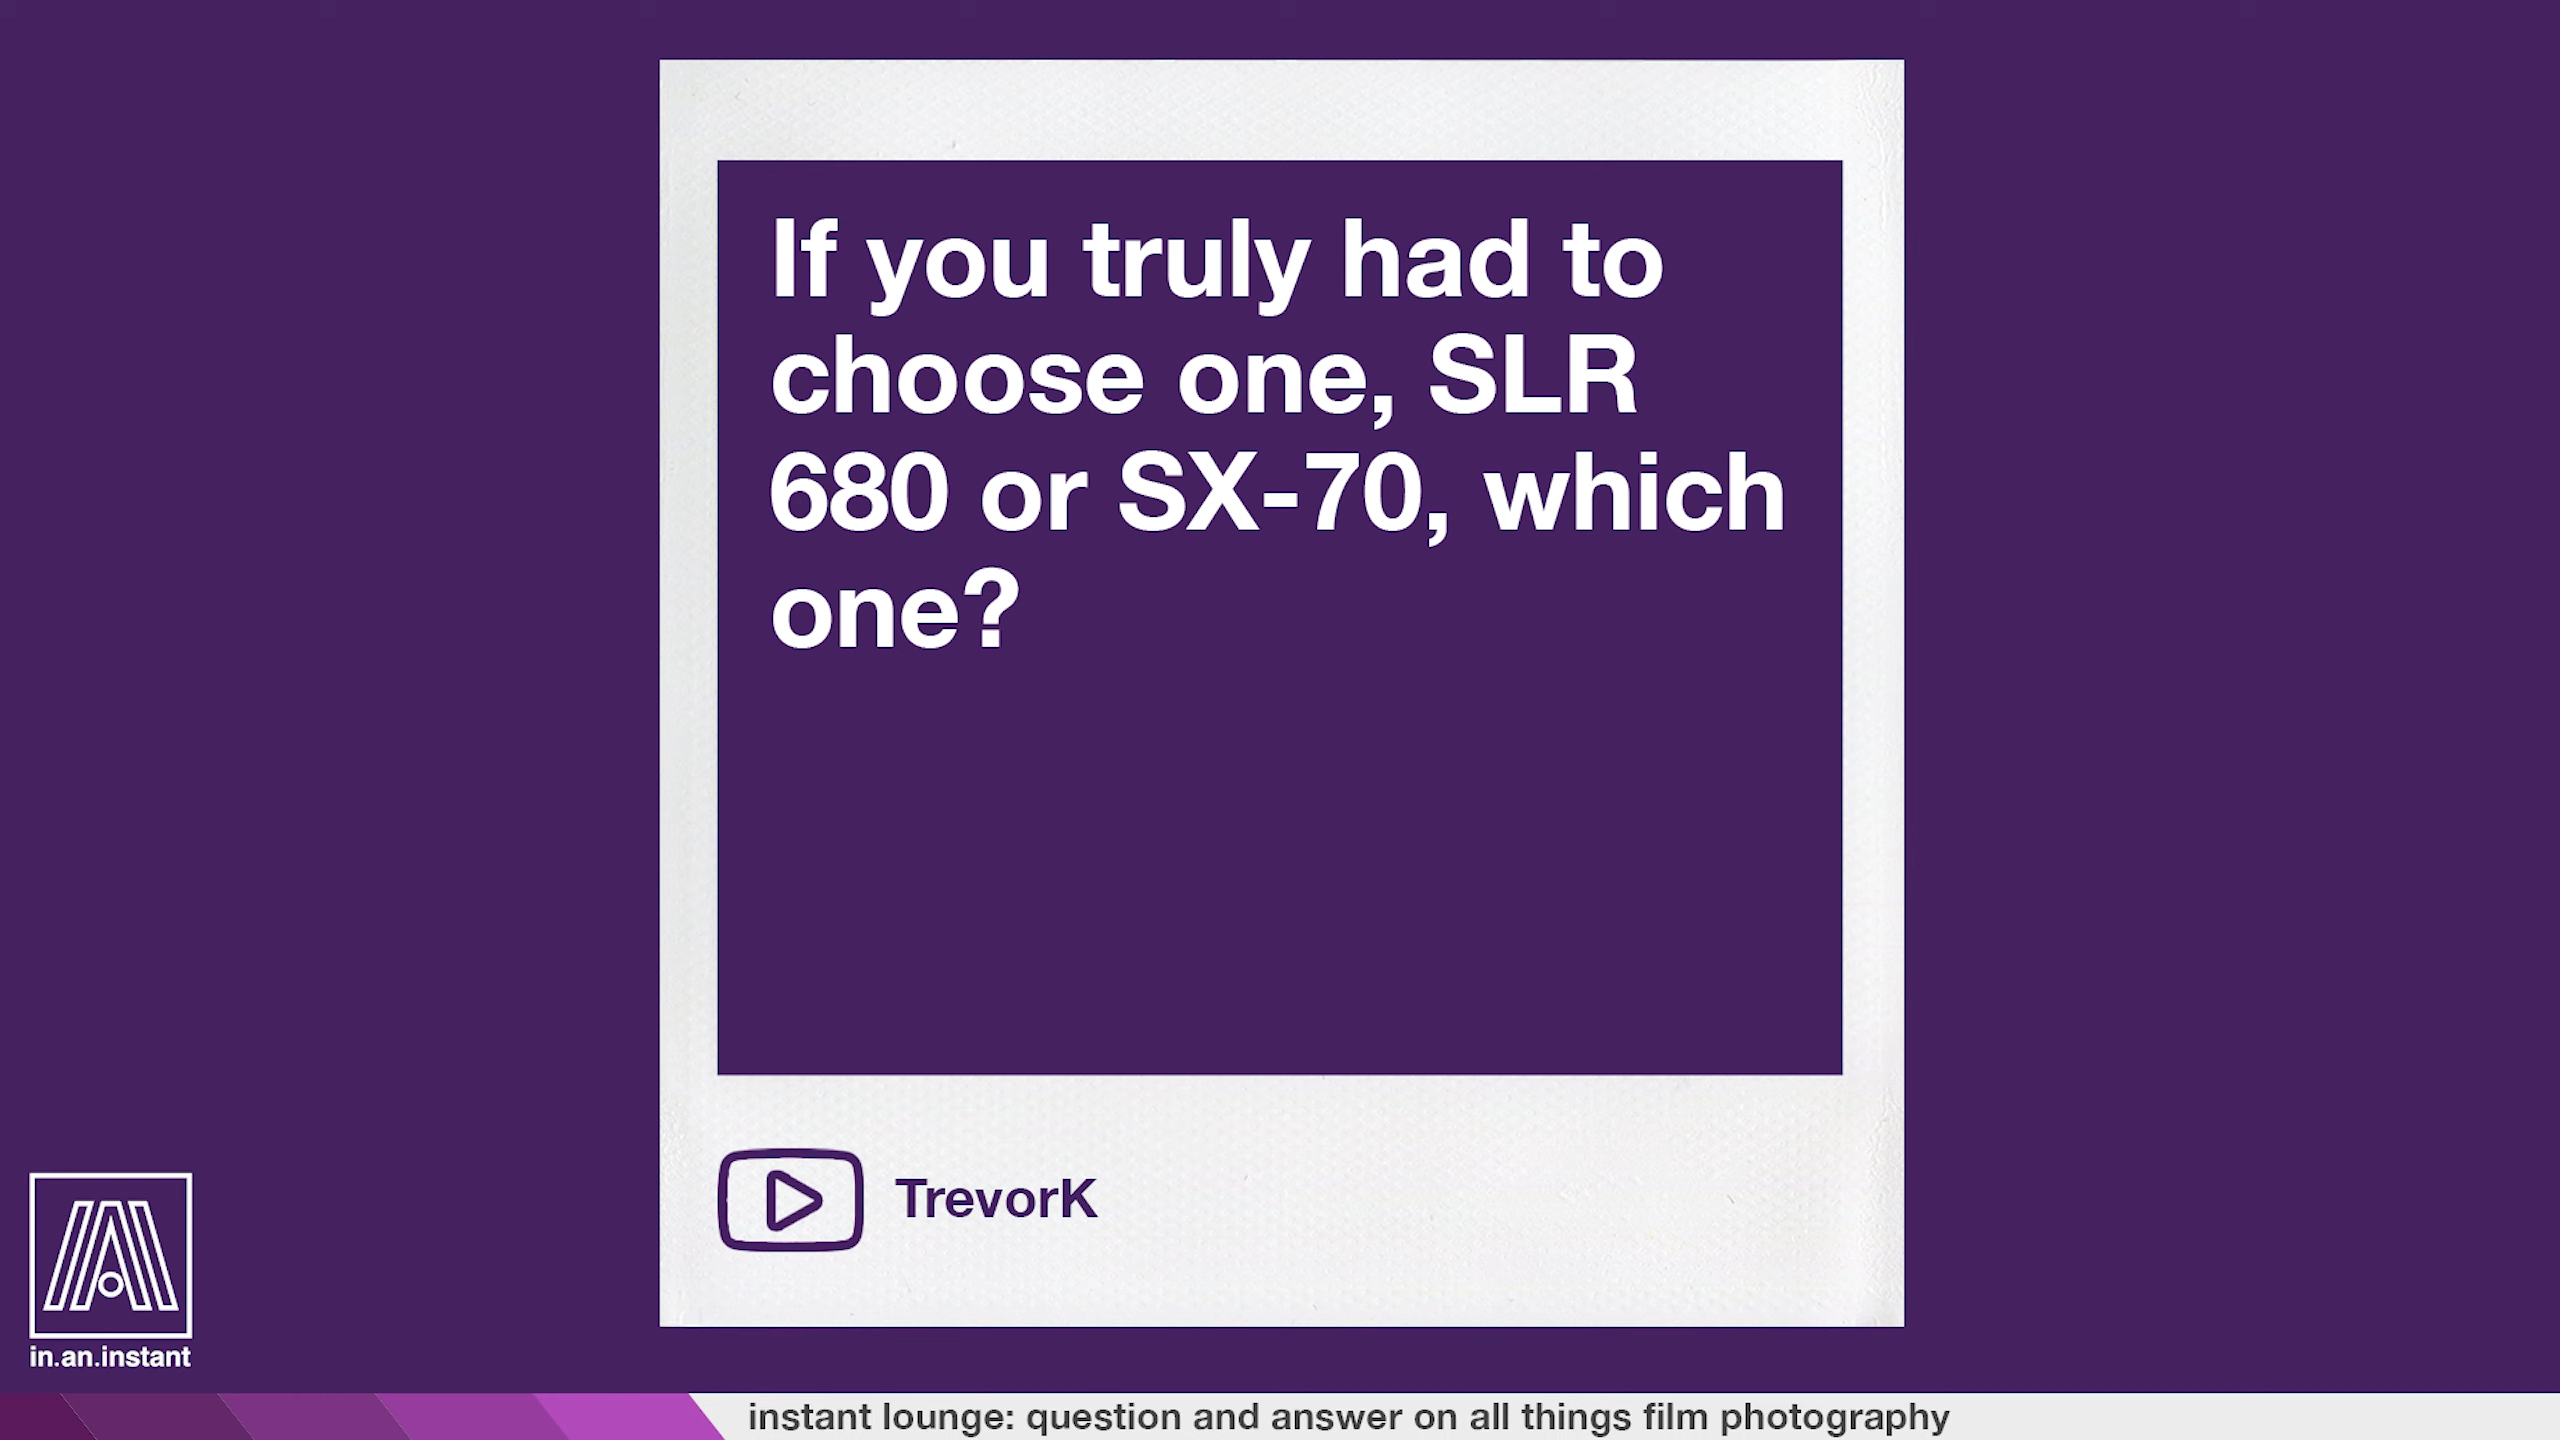 If you truly had to
choose one, SLR
680 or SX-70, which
one?
TrevorK
in.an.instant
instant lounge: question and answer on all things film photography